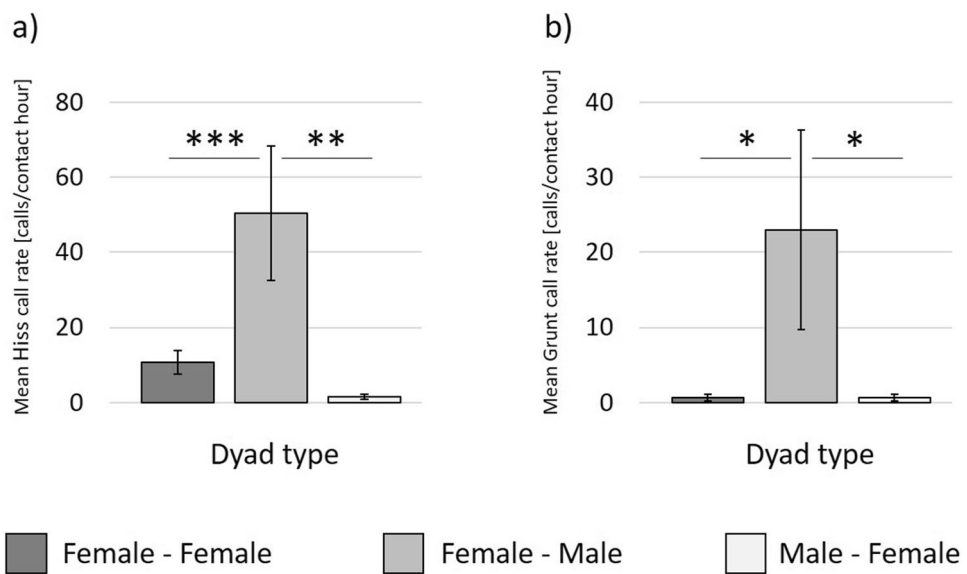 a)
Mean Hiss call rate [calls/contact hour]
80
60
40
20
0
*** **
Dyad type
b)
Mean Grunt call rate [calls/contact hour]
40
30
20
10
0
* *
Dyad type
Female - Female Female - Male Male - Female